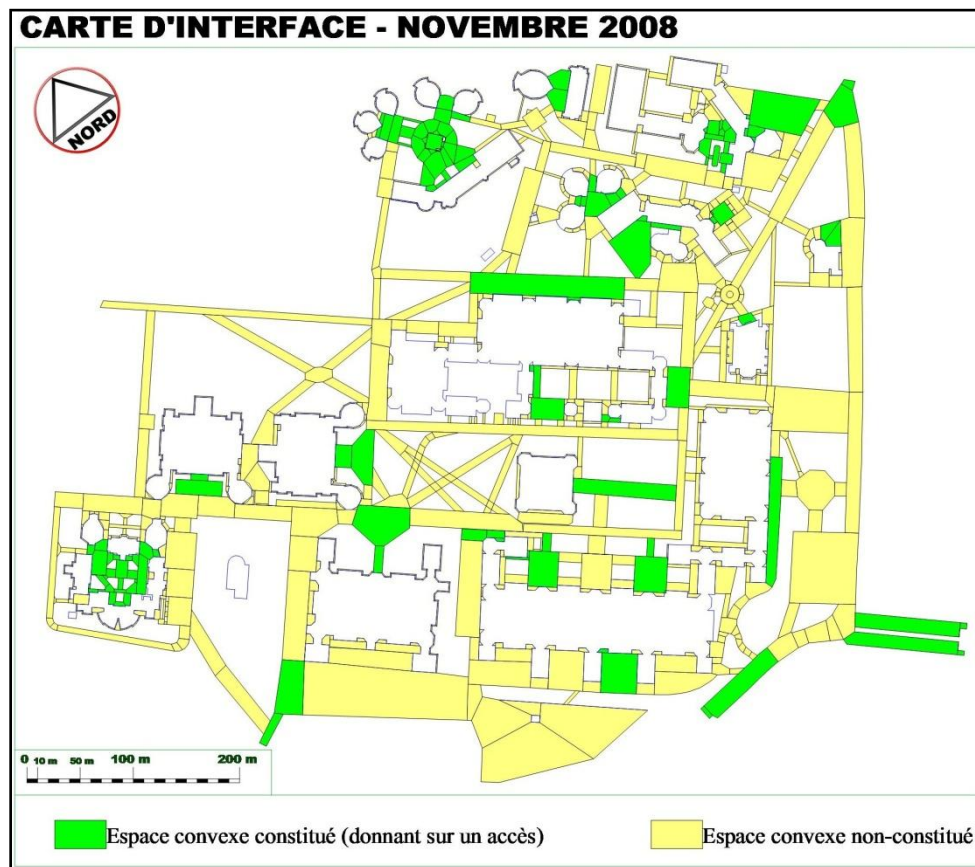 CARTE D'INTERFACE - NOVEMBRE 2008
NORD
0 10 m 50 m 100 m 200 m
Espace convexe constitué (donnant sur un accès) Espace convexe non-constitué